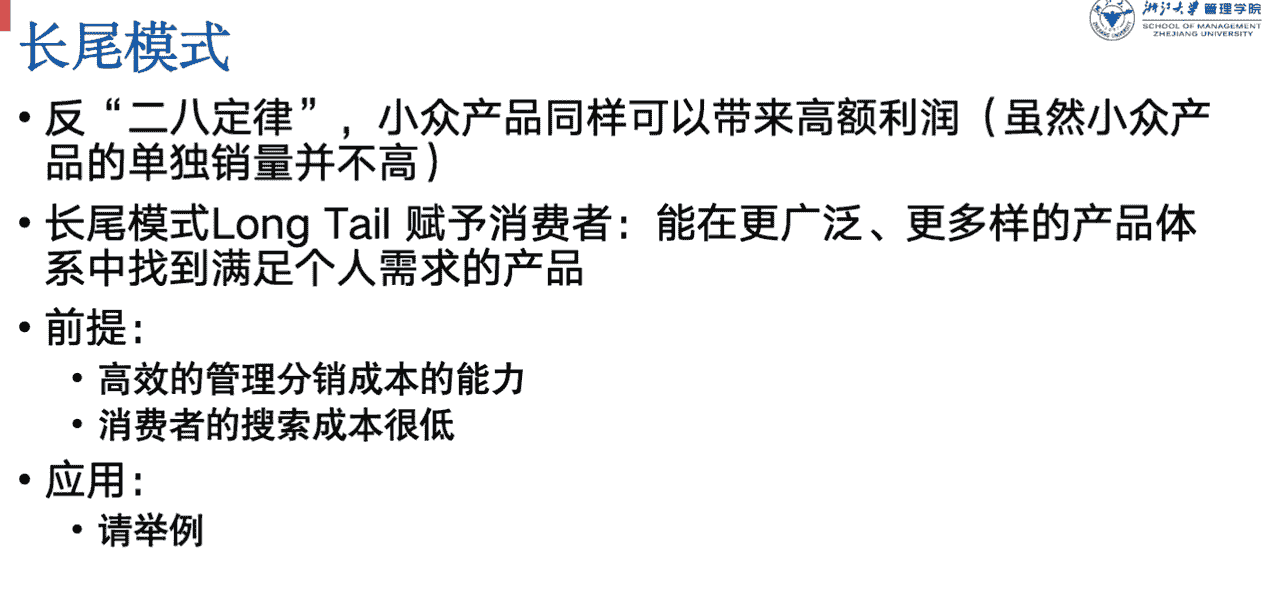 浙江大学管理学院
SCHOOL OF MANAGEMENT
ZHEJIANG UNIVERSITY
长尾模式
• 反“二八定律”，小众产品同样可以带来高额利润（虽然小众产
品的单独销量并不高）
• 长尾模式Long Tail 赋予消费者：能在更广泛、更多样的产品体
系中找到满足个人需求的产品
• 前提：
• 高效的管理分销成本的能力
• 消费者的搜索成本很低
• 应用：
• 请举例